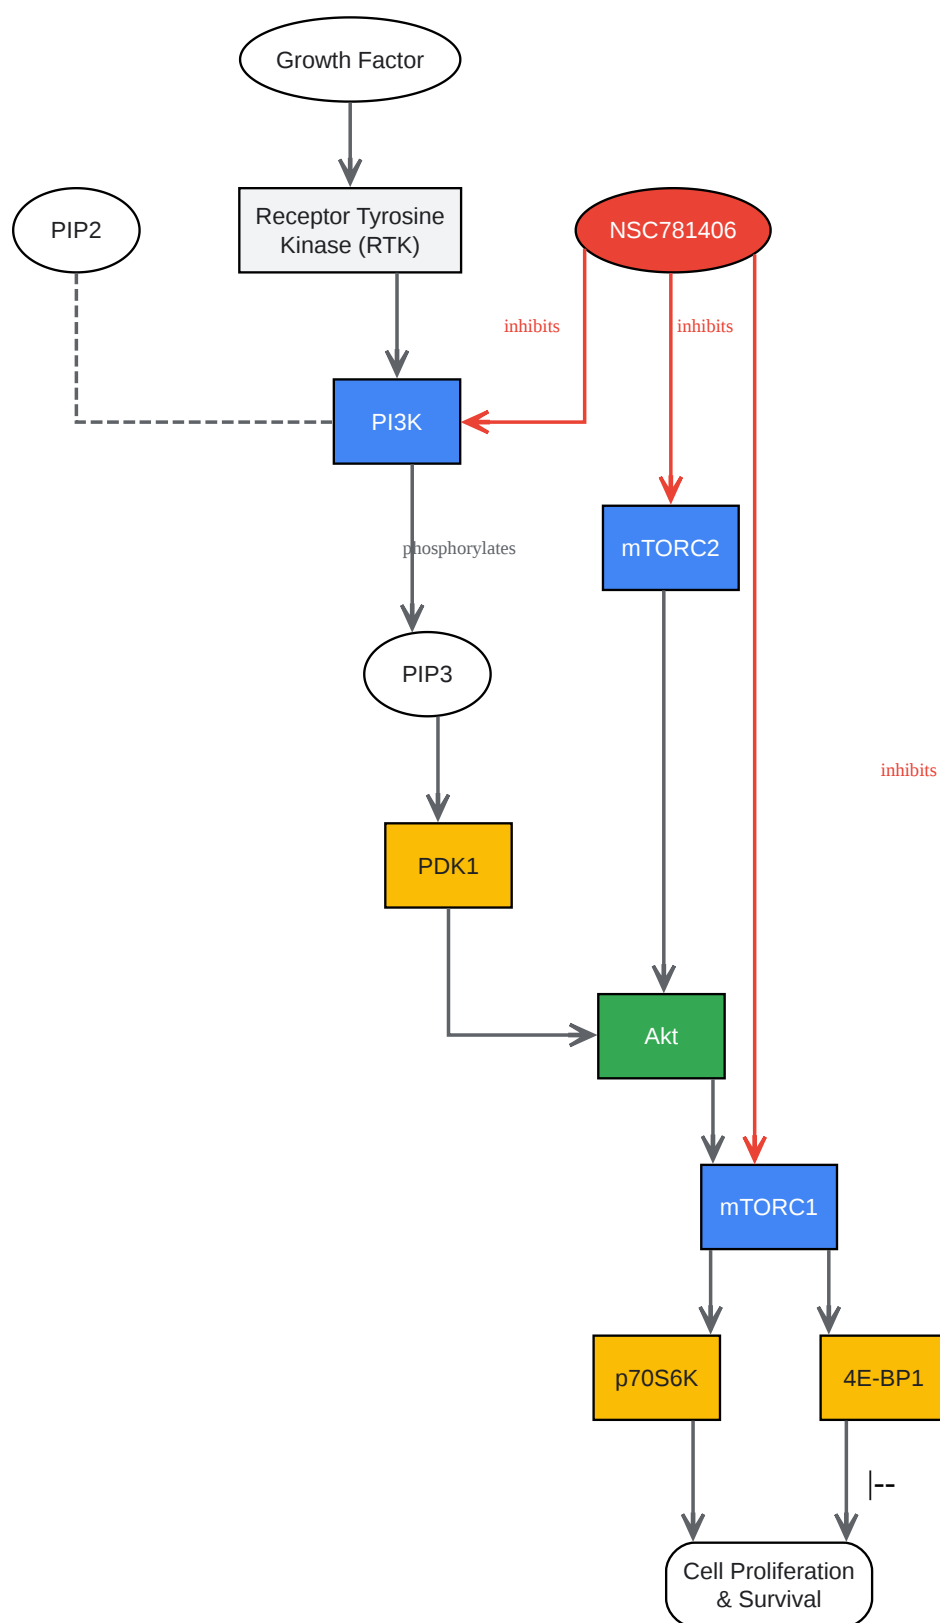 Growth Factor
PIP2
Receptor Tyrosine
Kinase (RTK)
NSC781406
inhibits
inhibits
PI3K
phosphorylates
mTORC2
PIP3
inhibits
PDK1
Akt
mTORC1
p70S6K
4E-BP1
|--
Cell Proliferation
& Survival